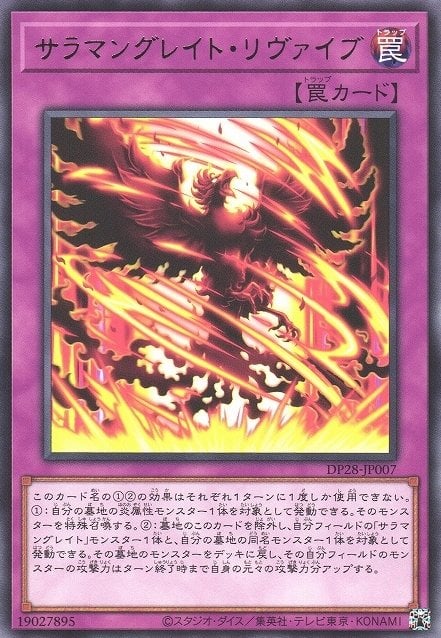 サラマングレイト・リヴァイブ
罠
【罠カード】
DP28-JP007
このカード名の①②の効果はそれぞれ1ターンに1度しか使用できない。
①:自分の墓地の炎属性モンスター1体を対象として発動できる。そのモンス
ターを特殊召喚する。②:墓地のこのカードを除外し、自分フィールドの「サラマ
ングレイト」モンスター1体と、自分の墓地の同名モンスター1体を対象として
発動できる。その墓地のモンスターをデッキに戻し、その自分フィールドのモン
スターの攻撃力はターン終了時まで自身の元々の攻撃力分アップする。
19027895
©スタジオ・ダイス/集英社・テレビ東京・KONAMI